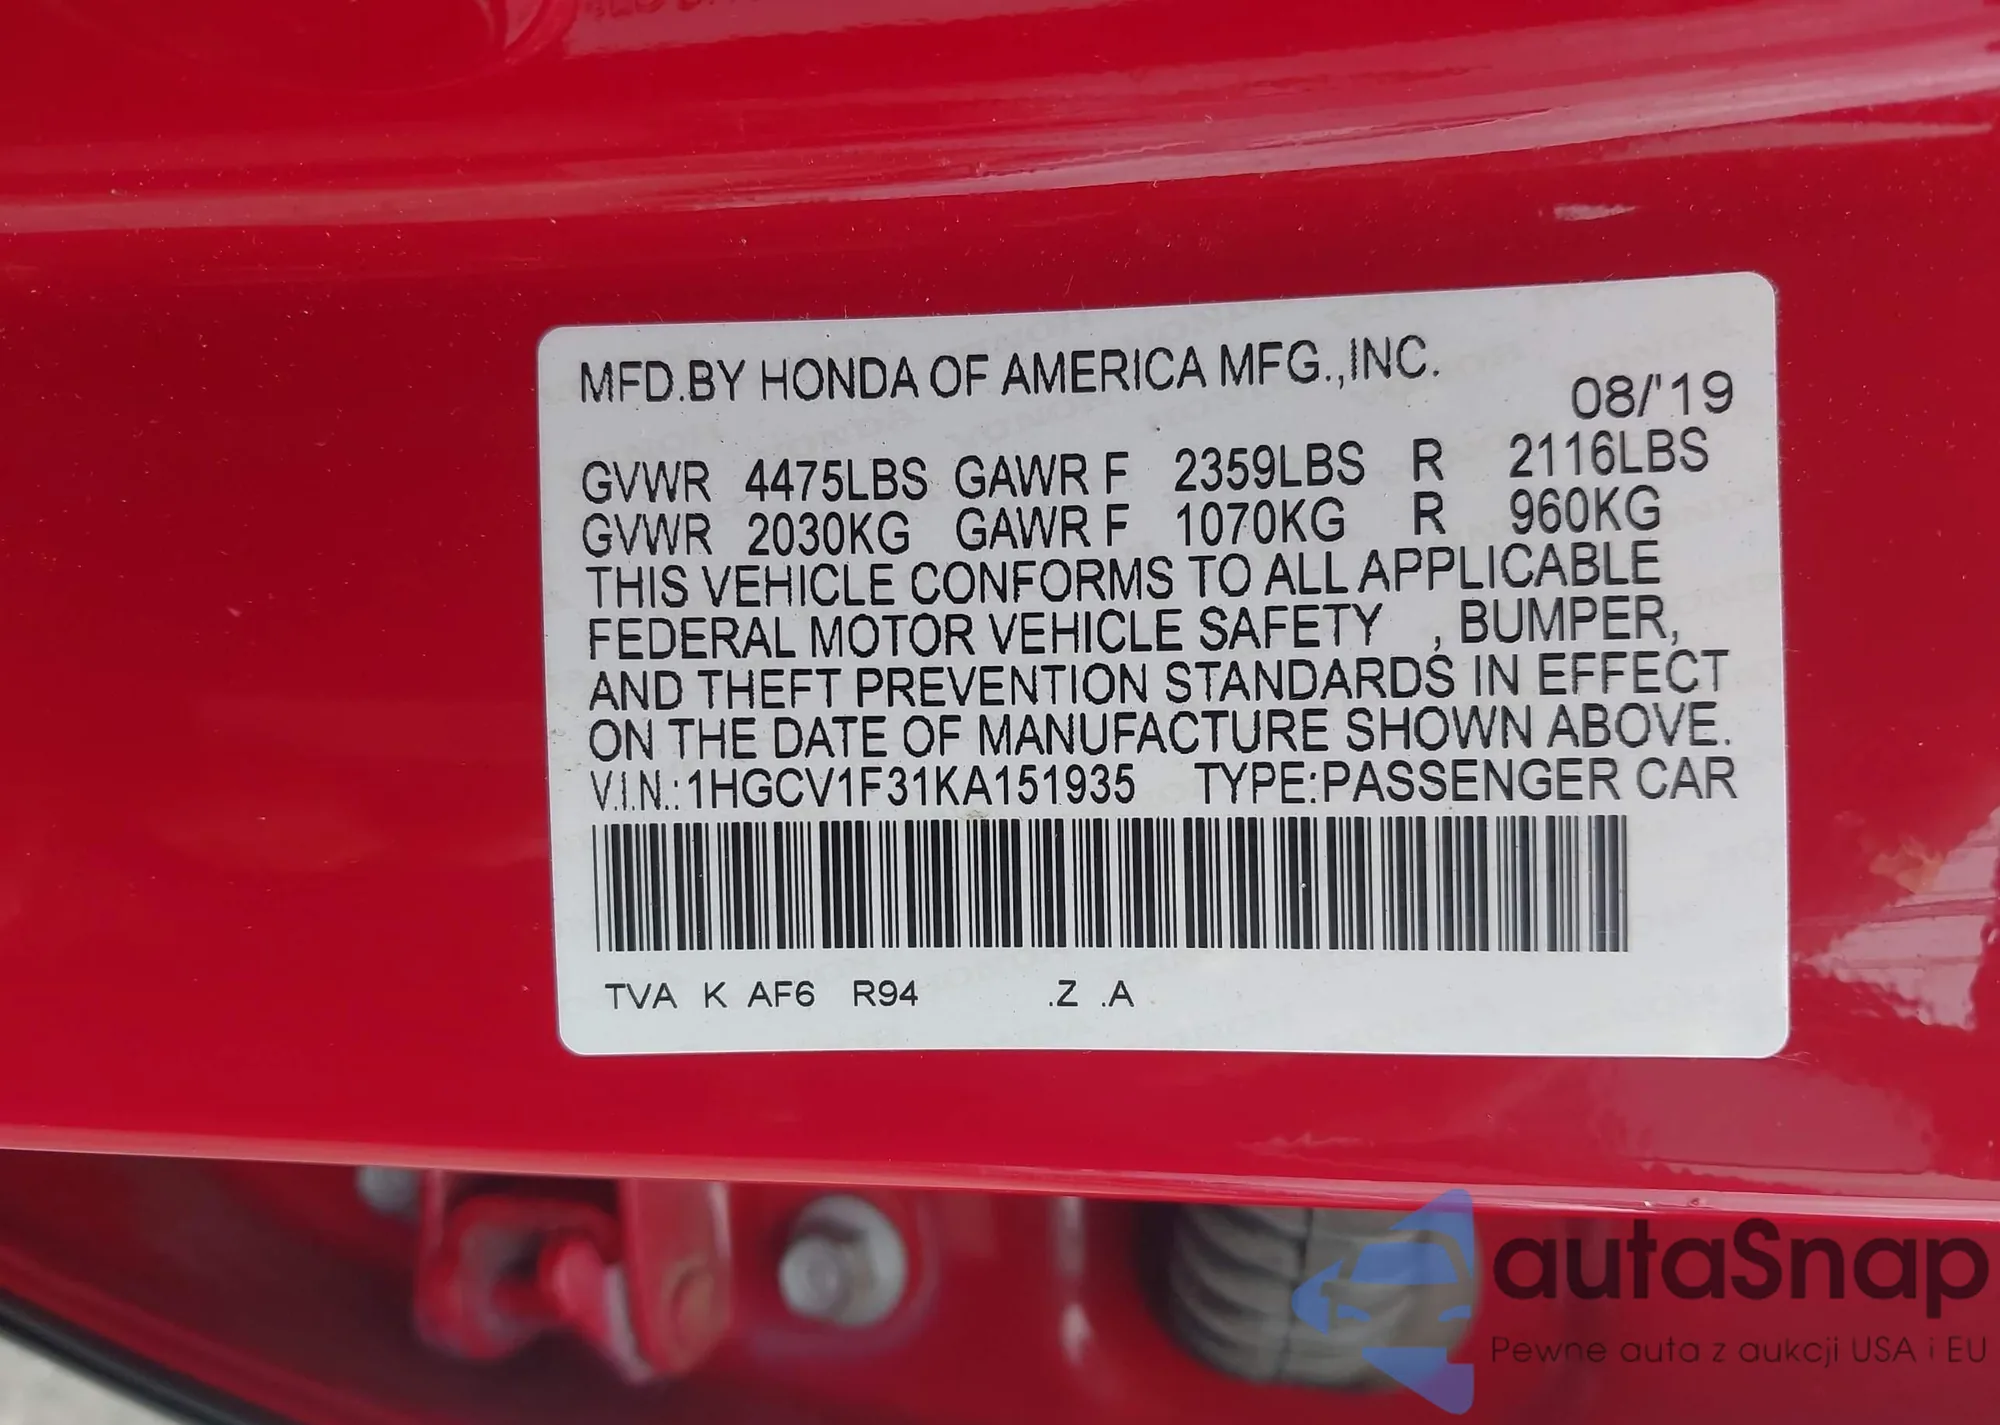 MFD.BY HONDA OF AMERICA MFG.,INC.
08/'19
GVWR 4475LBS GAWR F 2359LBS R 2116LBS
GVWR 2030KG GAWR F 1070KG R 960KG
THIS VEHICLE CONFORMS TO ALL APPLICABLE
FEDERAL MOTOR VEHICLE SAFETY , BUMPER,
AND THEFT PREVENTION STANDARDS IN EFFECT
ON THE DATE OF MANUFACTURE SHOWN ABOVE.
V.I.N.:1HGCV1F31KA151935 TYPE:PASSENGER CAR
TVA K AF6 R94 .Z .A
autaSnap
Pewne auta z aukcji USA i EU